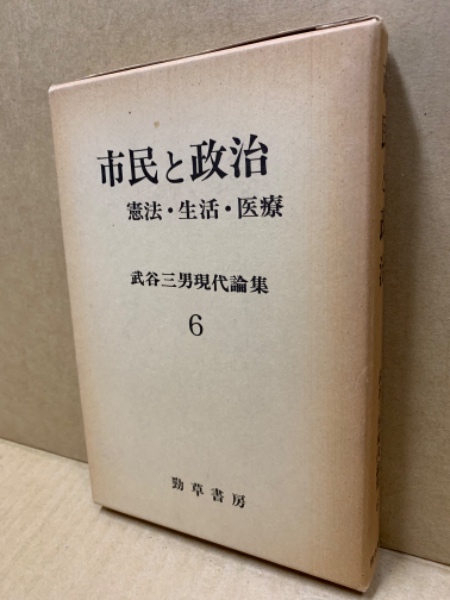 市民と政治
憲法・生活・医療
武谷三男現代論集
6
勁草書房